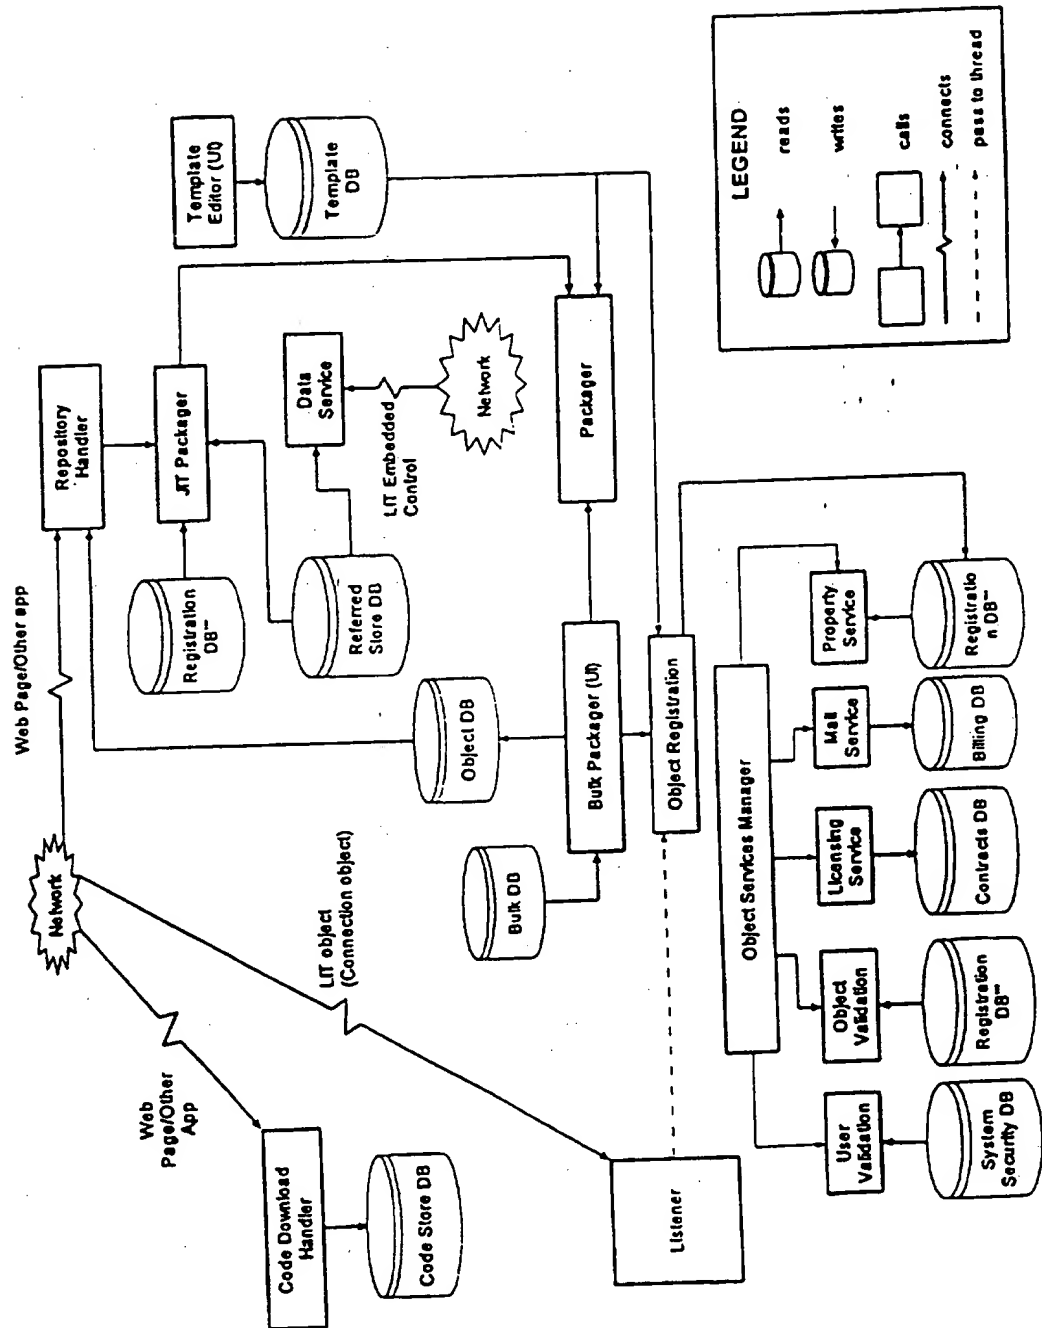 Web Page/Other app
Network
Web
Page/Other
App
Code Download
Handler
Code Store DB
LIT object
(Connection object)
Listener
Repository
Handler
JIT Packager
Registration
DB**
Referred
Store DB
Data
Service
LIT Embedded
Control
Network
Template
Editor (UI)
Template
DB
Object DB
Bulk DB
Bulk Packager (UI)
Packager
Object Registration
Object Services Manager
User
Validation
Object
Validation
Licensing
Service
Mail
Service
Property
Service
System
Security DB
Registration
DB**
Contracts DB
Billing DB
Registratio
n DB**
LEGEND
reads
writes
calls
connects
pass to thread